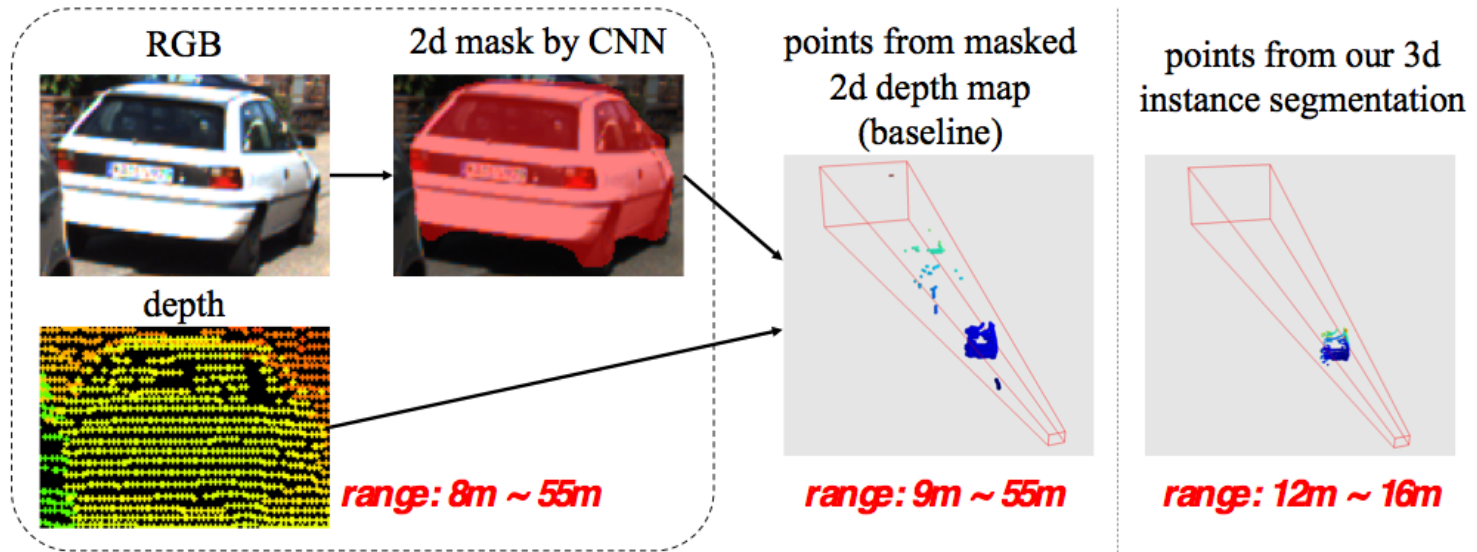 RGB
2d mask by CNN
depth
range: 8m ~ 55m
points from masked
2d depth map
(baseline)
range: 9m ~ 55m
points from our 3d
instance segmentation
range: 12m ~ 16m